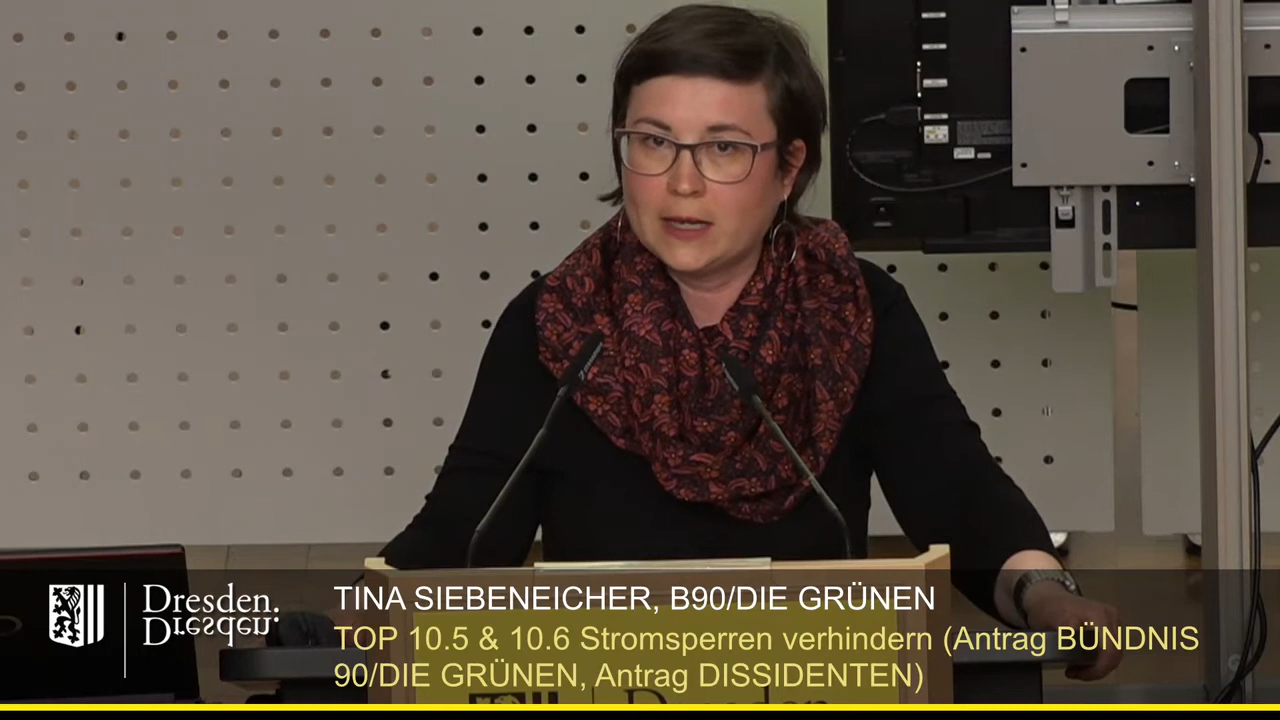 Dresden.
Dresden.
TINA SIEBENEICHER, B90/DIE GRÜNEN
TOP 10.5 & 10.6 Stromsperren verhindern (Antrag BÜNDNIS
90/DIE GRÜNEN, Antrag DISSIDENTEN)